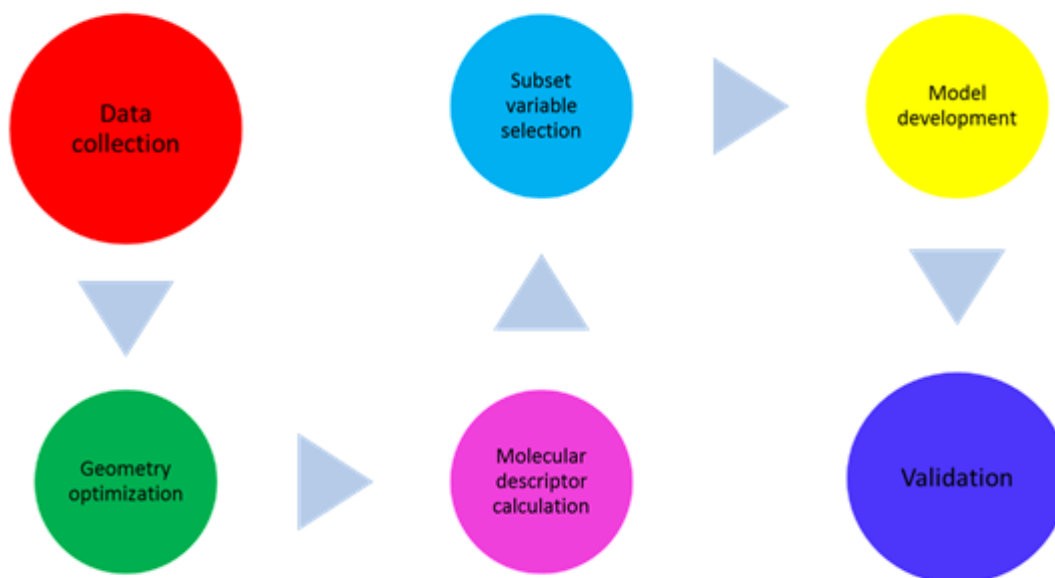 Data
collection
Geometry
optimization
Molecular
descriptor
calculation
Subset
variable
selection
Model
development
Validation